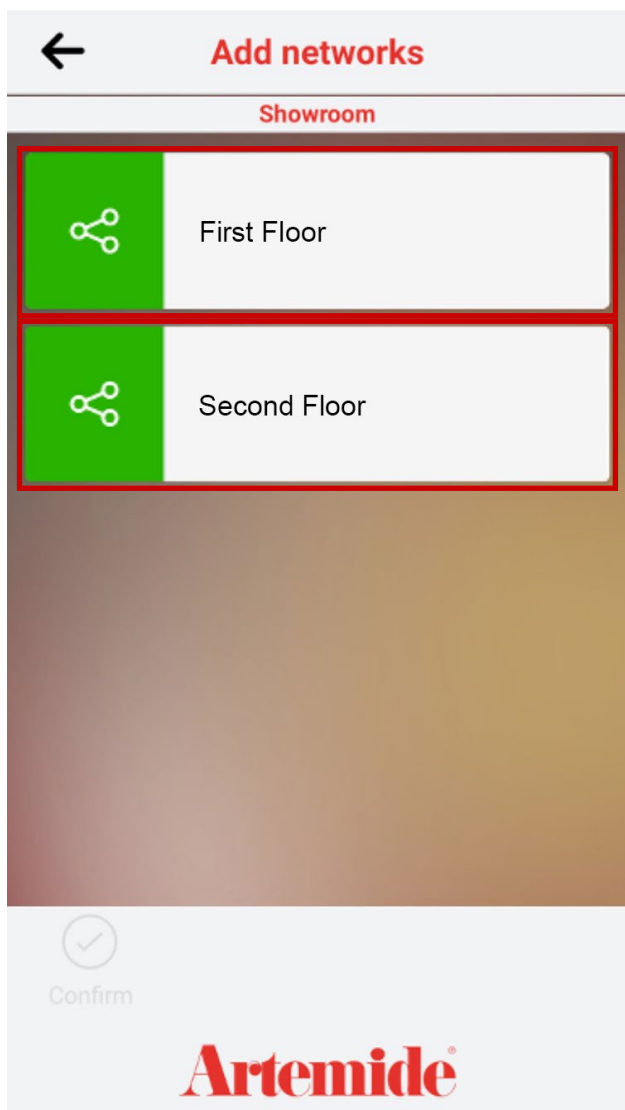 Add networks
Showroom
First Floor
Second Floor
Confirm
Artemide®